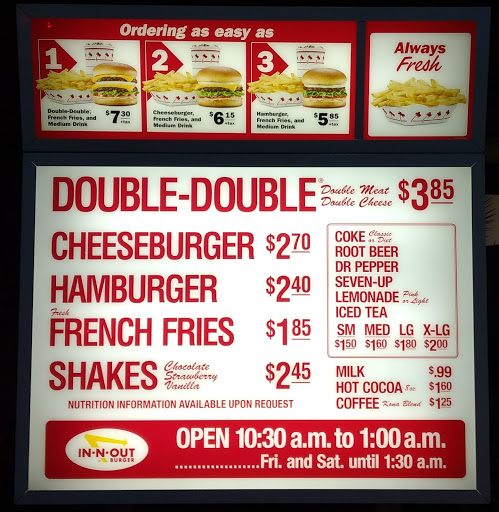 Ordering as easy as
1
Double-Double,
French Fries, and
Medium Drink
$7 30
+tax
2
Cheeseburger,
French Fries, and
Medium Drink
$6 15
+tax
3
Hamburger,
French Fries, and
Medium Drink
$5 85
+tax
Always
Fresh
DOUBLE-DOUBLE® Double Meat
Double Cheese
$3 85
CHEESEBURGER $2 70
HAMBURGER $2 40
Fresh
FRENCH FRIES $1 85
SHAKES Chocolate
Strawberry
Vanilla
$2 45
NUTRITION INFORMATION AVAILABLE UPON REQUEST
COKE Classic
or Diet
ROOT BEER
DR PEPPER
SEVEN-UP
LEMONADE Pink
or Light
ICED TEA
SM MED LG X-LG
$1 50 $1 60 $1 80 $2 00
MILK $.99
HOT COCOA 8oz. $1 60
COFFEE Kona Blend $1 25
IN-N-OUT
BURGER
OPEN 10:30 a.m. to 1:00 a.m.
......................Fri. and Sat. until 1:30 a.m.